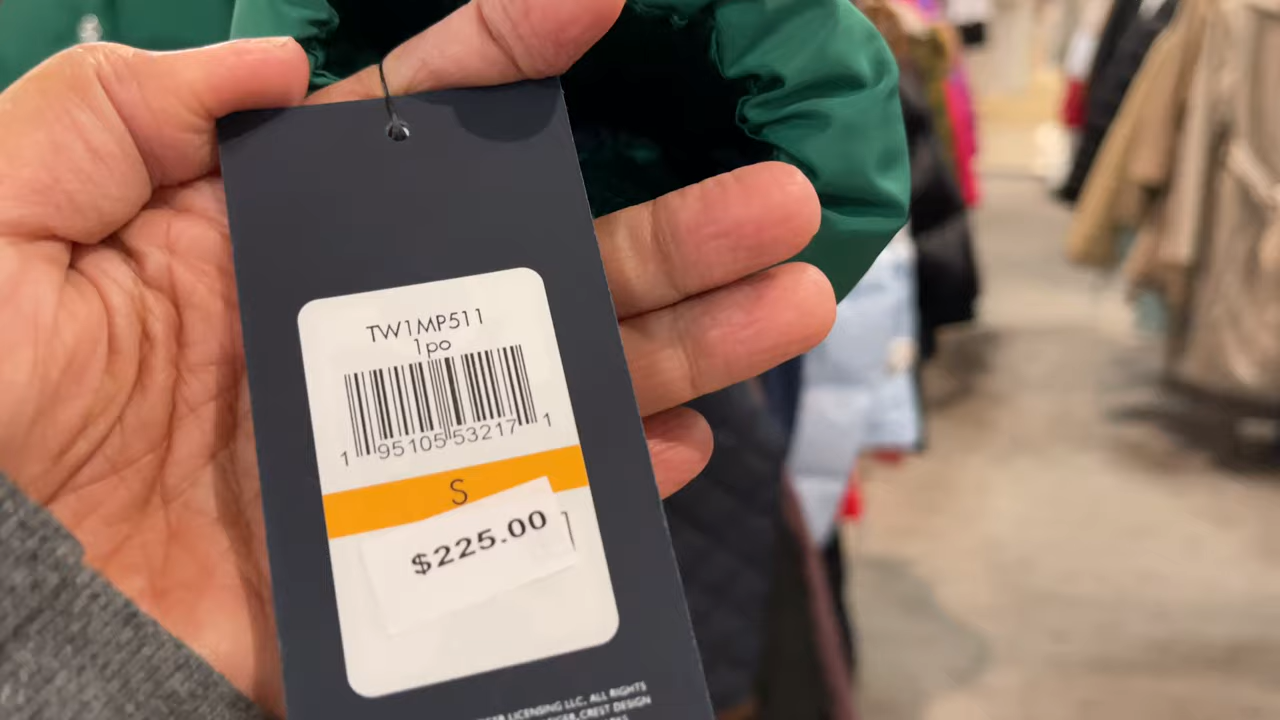 TW1MP511
1po
1 95105 53217 1
S
$225.00
LICENSING LLC. ALL RIGHTS
CREST DESIGN